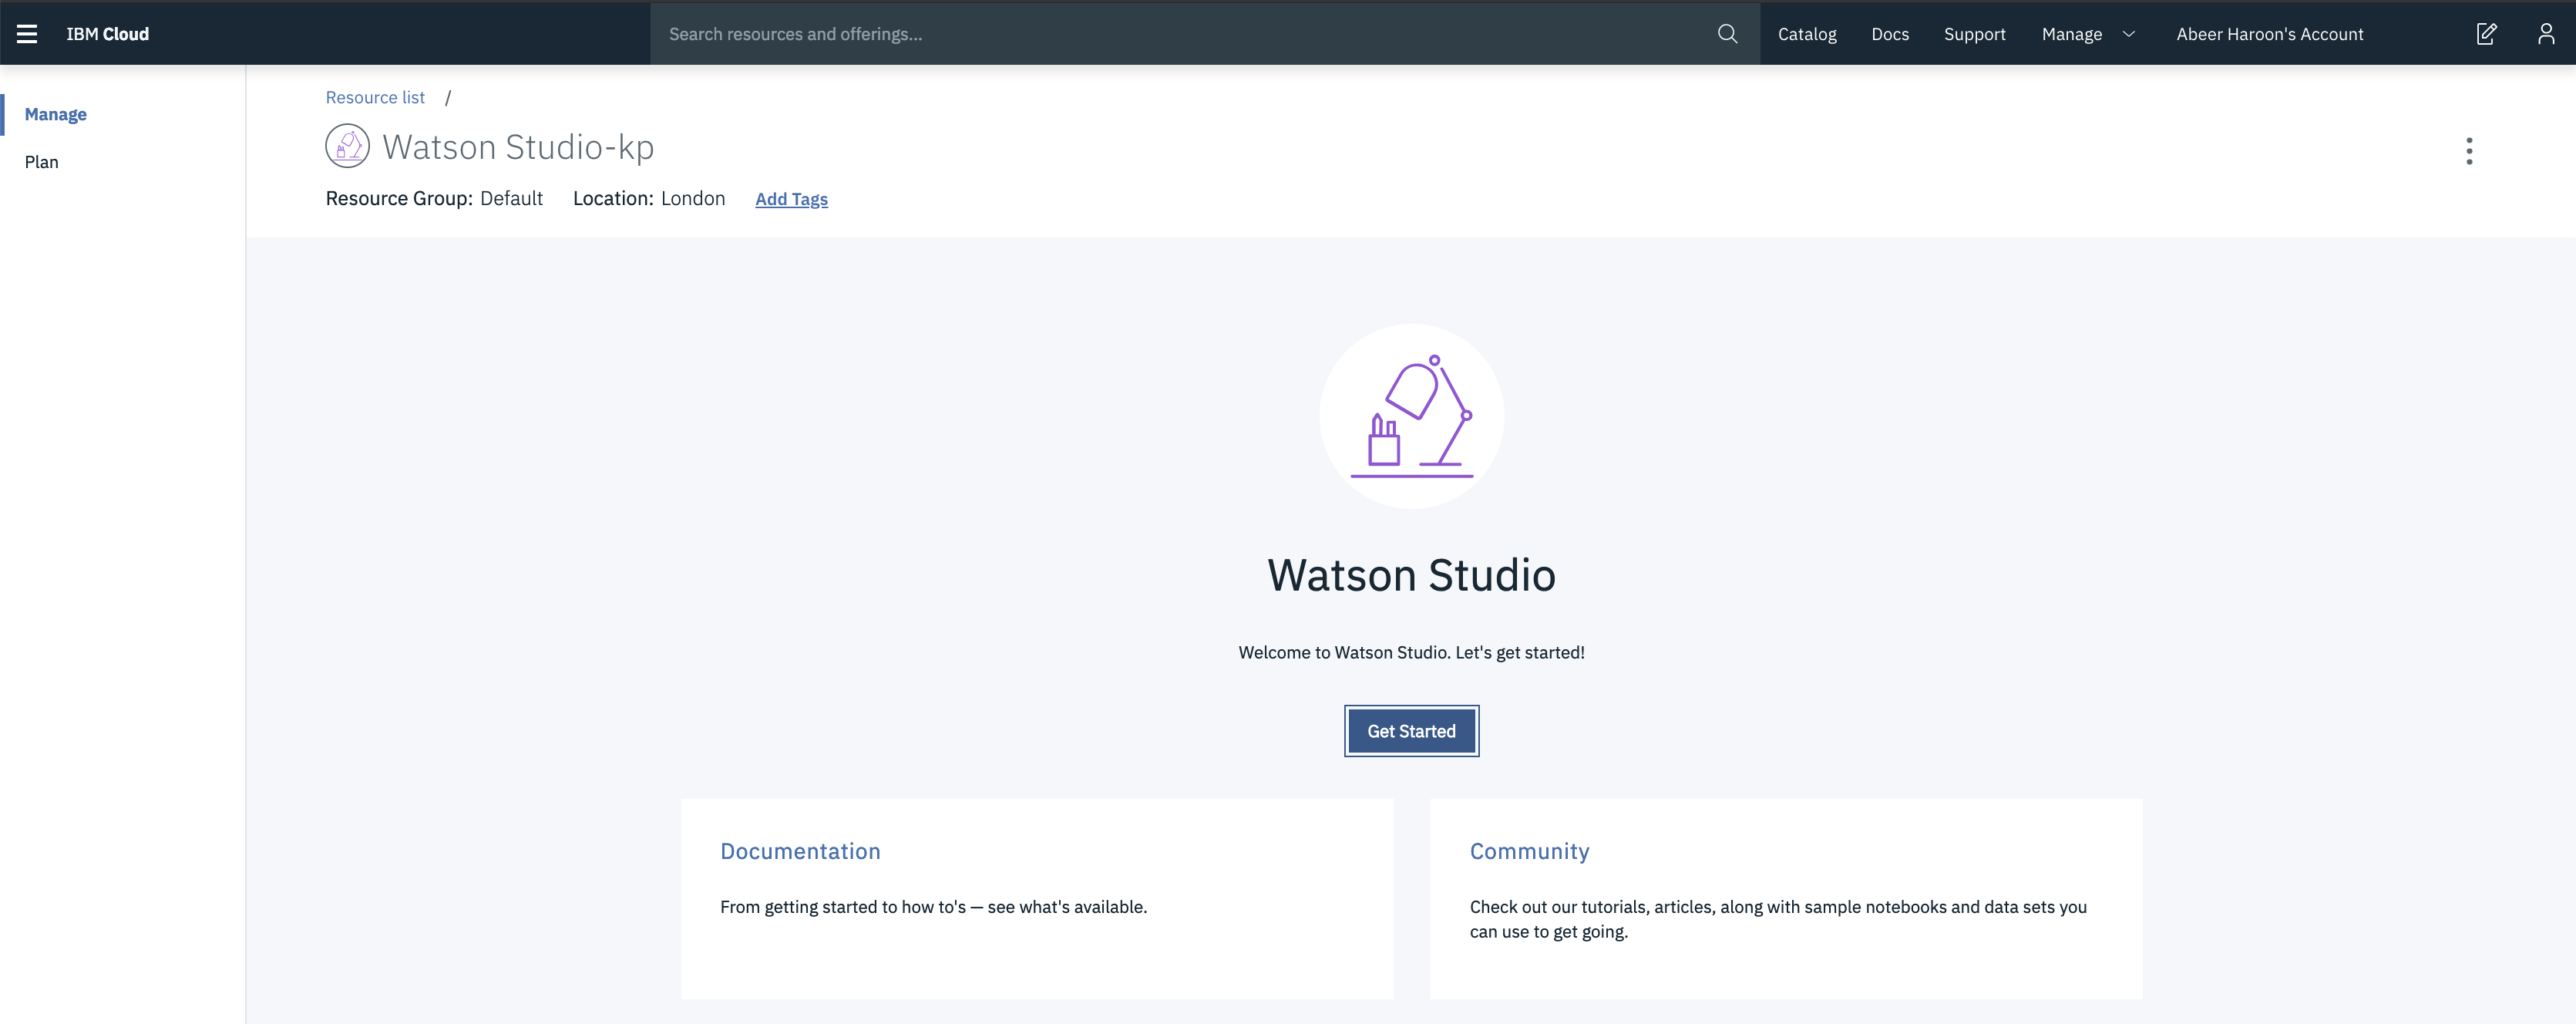 IBM Cloud
Search resources and offerings...
Catalog Docs Support Manage Abeer Haroon's Account
Manage
Plan
Resource list /
Watson Studio-kp
Resource Group: Default Location: London Add Tags
Watson Studio
Welcome to Watson Studio. Let's get started!
Get Started
Documentation
From getting started to how to's — see what's available.
Community
Check out our tutorials, articles, along with sample notebooks and data sets you
can use to get going.